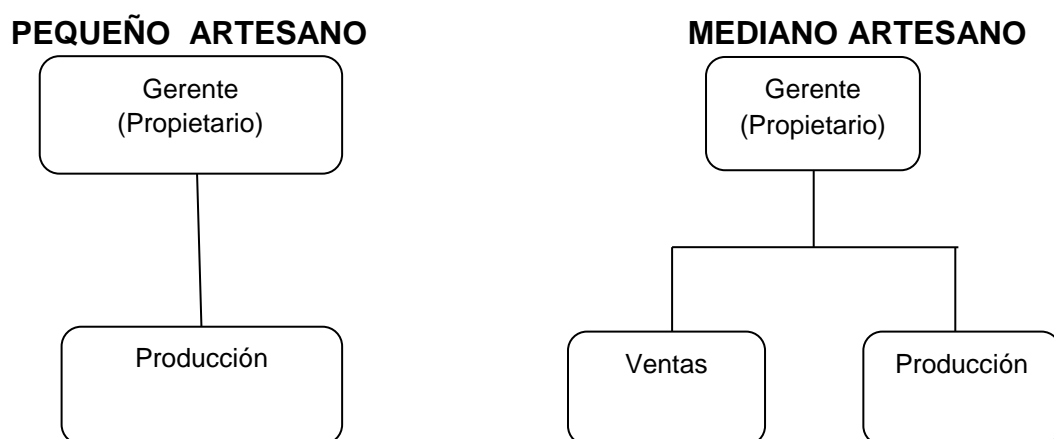 PEQUEÑO ARTESANO
Gerente
(Propietario)
Producción
MEDIANO ARTESANO
Gerente
(Propietario)
Ventas
Producción